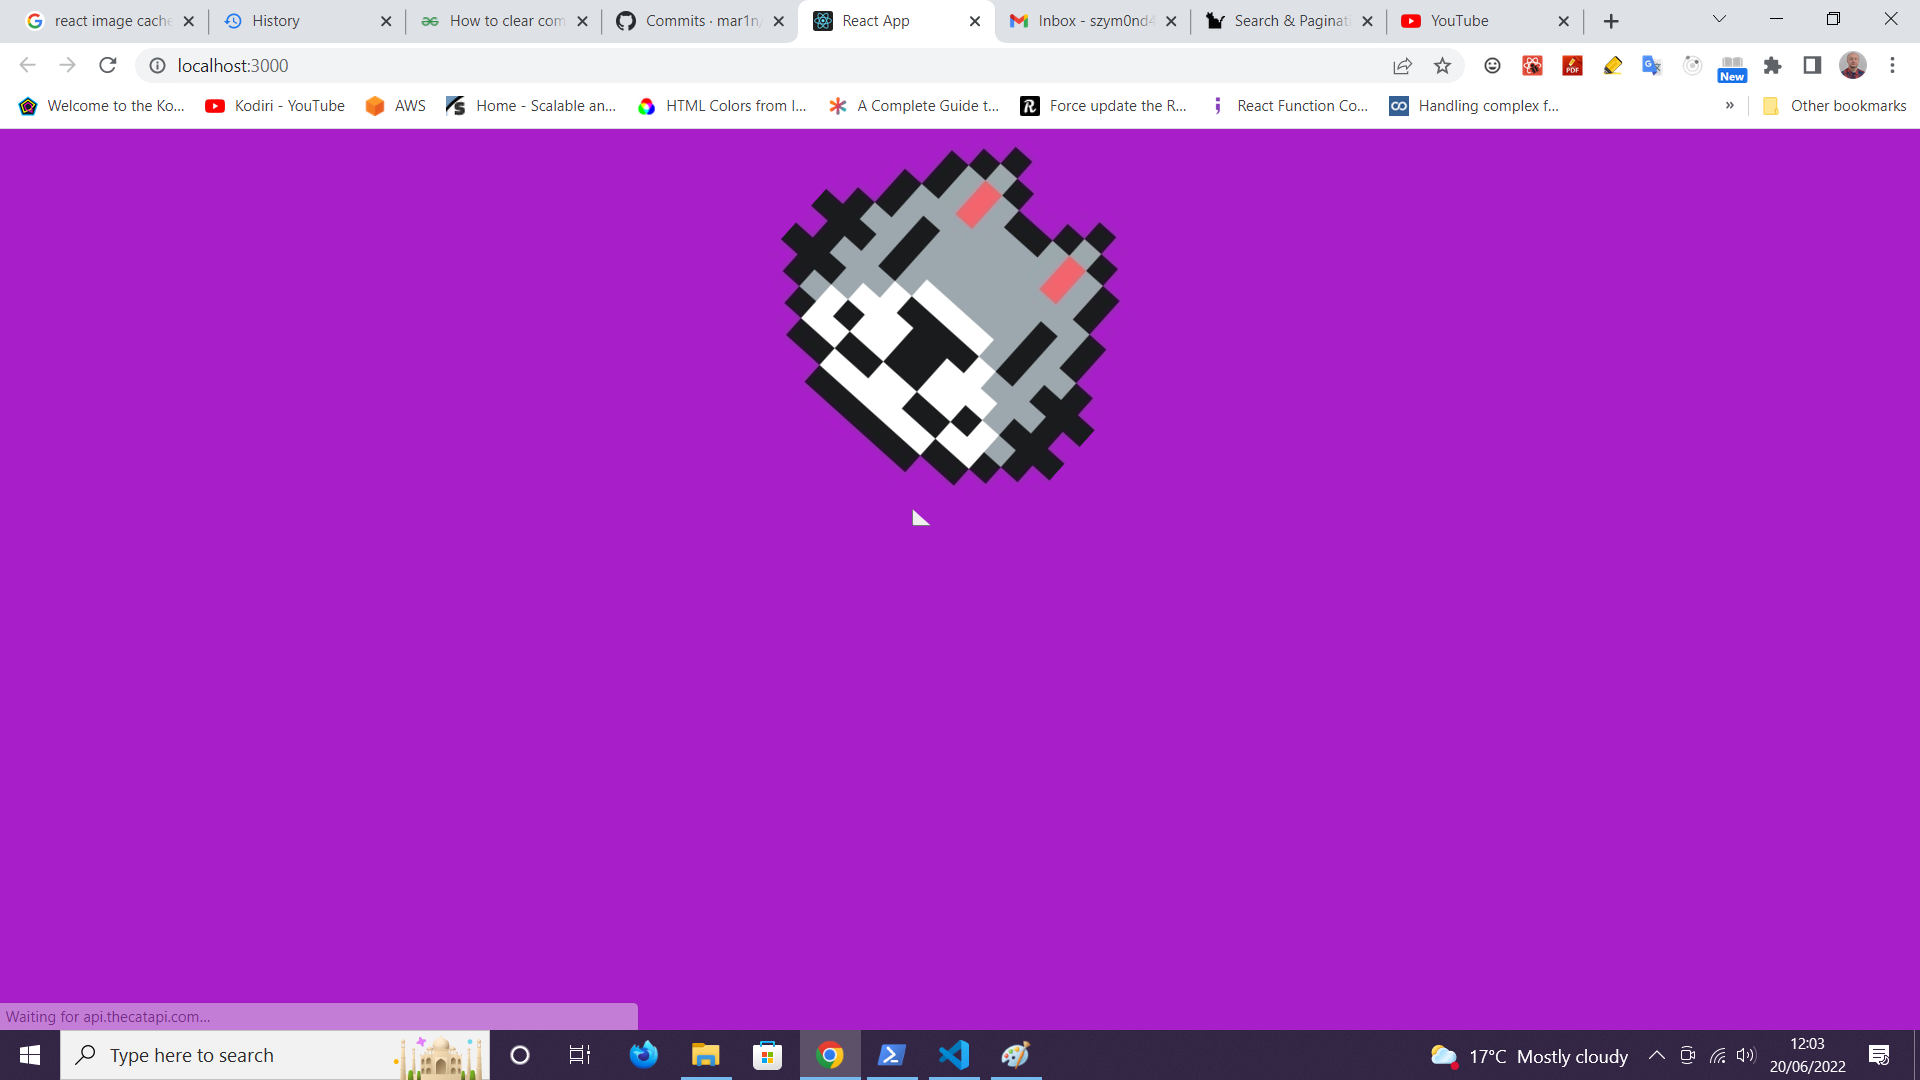 react image cache
History
How to clear com
Commits · mar1n
React App
Inbox - szym0nd4
Search & Paginati
YouTube
localhost:3000
PDF
New
Welcome to the Ko...
Kodiri - YouTube
AWS
Home - Scalable an...
HTML Colors from I...
A Complete Guide t...
Force update the R...
React Function Co...
Handling complex f...
»
Other bookmarks
Waiting for api.thecatapi.com...
Type here to search
17°C Mostly cloudy
12:03
20/06/2022